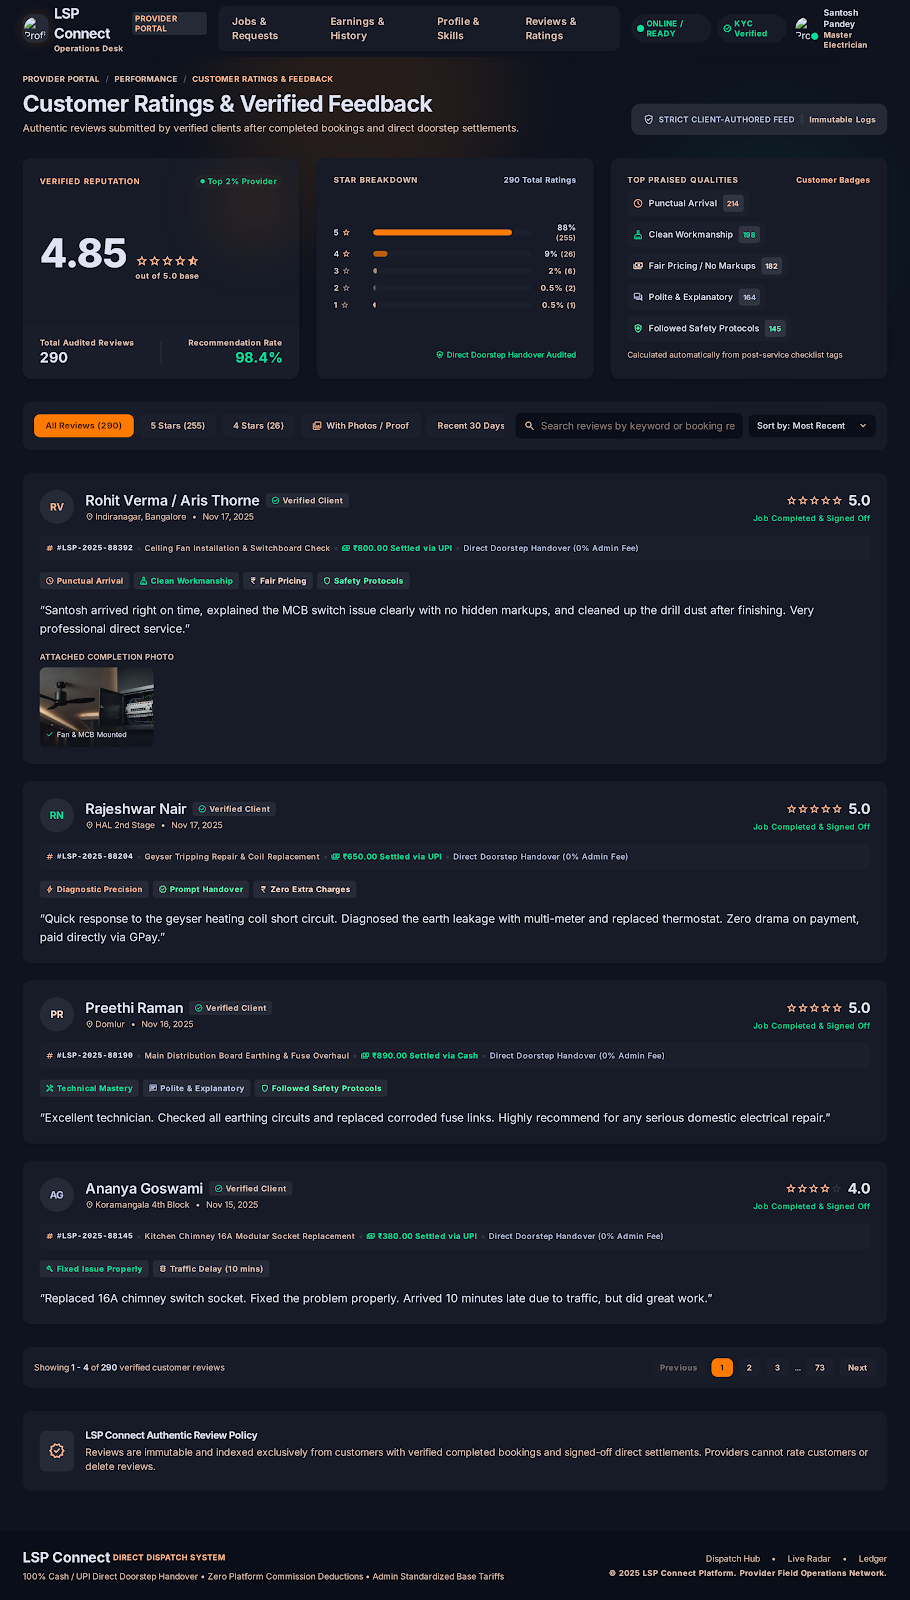 Prof
LSP Connect
Operations Desk
PROVIDER PORTAL
Jobs & Requests
Earnings & History
Profile & Skills
Reviews & Ratings
ONLINE / READY
KYC Verified
Santosh Pandey
Master Electrician
PROVIDER PORTAL / PERFORMANCE / CUSTOMER RATINGS & FEEDBACK
Customer Ratings & Verified Feedback
Authentic reviews submitted by verified clients after completed bookings and direct doorstep settlements.
STRICT CLIENT-AUTHORED FEED | Immutable Logs
VERIFIED REPUTATION
Top 2% Provider
4.85
out of 5.0 base
Total Audited Reviews
290
Recommendation Rate
98.4%
STAR BREAKDOWN
290 Total Ratings
5 ☆ 88% (255)
4 ☆ 9% (26)
3 ☆ 2% (6)
2 ☆ 0.5% (2)
1 ☆ 0.5% (1)
Direct Doorstep Handover Audited
TOP PRAISED QUALITIES
Customer Badges
Punctual Arrival 214
Clean Workmanship 198
Fair Pricing / No Markups 182
Polite & Explanatory 164
Followed Safety Protocols 145
Calculated automatically from post-service checklist tags
All Reviews (290)
5 Stars (255)
4 Stars (26)
With Photos / Proof
Recent 30 Days
Search reviews by keyword or booking re
Sort by: Most Recent
RV
Rohit Verma / Aris Thorne
Verified Client
Indiranagar, Bangalore • Nov 17, 2025
☆☆☆☆☆ 5.0
Job Completed & Signed Off
# #LSP-2025-88392 • Ceiling Fan Installation & Switchboard Check • ₹800.00 Settled via UPI • Direct Doorstep Handover (0% Admin Fee)
Punctual Arrival
Clean Workmanship
₹ Fair Pricing
Safety Protocols
"Santosh arrived right on time, explained the MCB switch issue clearly with no hidden markups, and cleaned up the drill dust after finishing. Very
professional direct service."
ATTACHED COMPLETION PHOTO
Fan & MCB Mounted
RN
Rajeshwar Nair
Verified Client
HAL 2nd Stage • Nov 17, 2025
☆☆☆☆☆ 5.0
Job Completed & Signed Off
# #LSP-2025-88204 • Geyser Tripping Repair & Coil Replacement • ₹650.00 Settled via UPI • Direct Doorstep Handover (0% Admin Fee)
Diagnostic Precision
Prompt Handover
₹ Zero Extra Charges
"Quick response to the geyser heating coil short circuit. Diagnosed the earth leakage with multi-meter and replaced thermostat. Zero drama on payment,
paid directly via GPay."
PR
Preethi Raman
Verified Client
Domlur • Nov 16, 2025
☆☆☆☆☆ 5.0
Job Completed & Signed Off
# #LSP-2025-88190 • Main Distribution Board Earthing & Fuse Overhaul • ₹890.00 Settled via Cash • Direct Doorstep Handover (0% Admin Fee)
Technical Mastery
Polite & Explanatory
Followed Safety Protocols
"Excellent technician. Checked all earthing circuits and replaced corroded fuse links. Highly recommend for any serious domestic electrical repair."
AG
Ananya Goswami
Verified Client
Koramangala 4th Block • Nov 15, 2025
☆☆☆☆☆ 4.0
Job Completed & Signed Off
# #LSP-2025-88145 • Kitchen Chimney 16A Modular Socket Replacement • ₹380.00 Settled via UPI • Direct Doorstep Handover (0% Admin Fee)
Fixed Issue Properly
Traffic Delay (10 mins)
"Replaced 16A chimney switch socket. Fixed the problem properly. Arrived 10 minutes late due to traffic, but did great work."
Showing 1 - 4 of 290 verified customer reviews
Previous 1 2 3 ... 73 Next
LSP Connect Authentic Review Policy
Reviews are immutable and indexed exclusively from customers with verified completed bookings and signed-off direct settlements. Providers cannot rate customers or
delete reviews.
LSP Connect DIRECT DISPATCH SYSTEM
100% Cash / UPI Direct Doorstep Handover • Zero Platform Commission Deductions • Admin Standardized Base Tariffs
Dispatch Hub • Live Radar • Ledger
© 2025 LSP Connect Platform. Provider Field Operations Network.